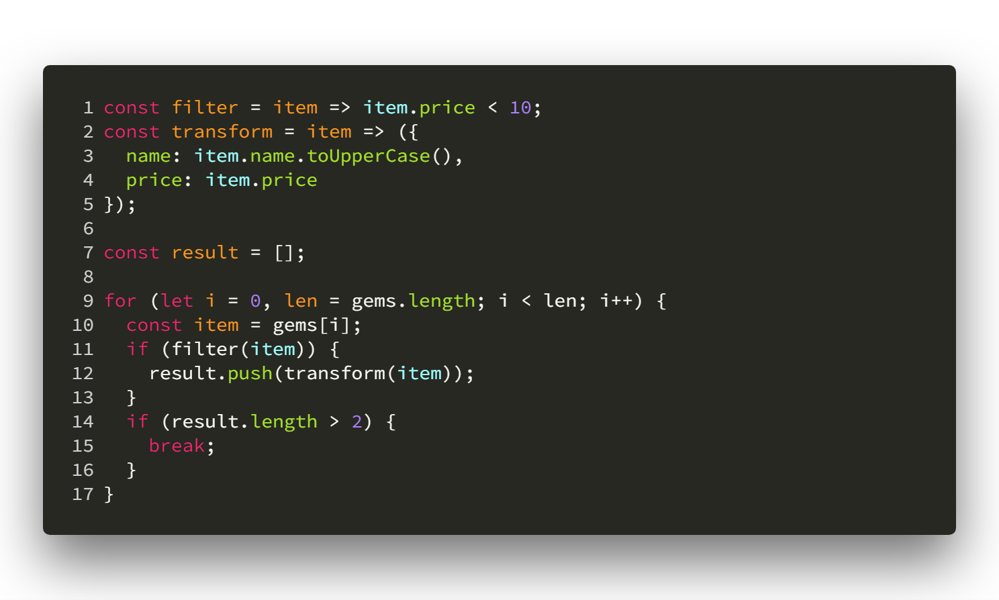 1 const filter = item => item.price < 10;
2 const transform = item => ({
3   name: item.name.toUpperCase(),
4   price: item.price
5 });
6
7 const result = [];
8
9 for (let i = 0, len = gems.length; i < len; i++) {
10   const item = gems[i];
11   if (filter(item)) {
12     result.push(transform(item));
13   }
14   if (result.length > 2) {
15     break;
16   }
17 }